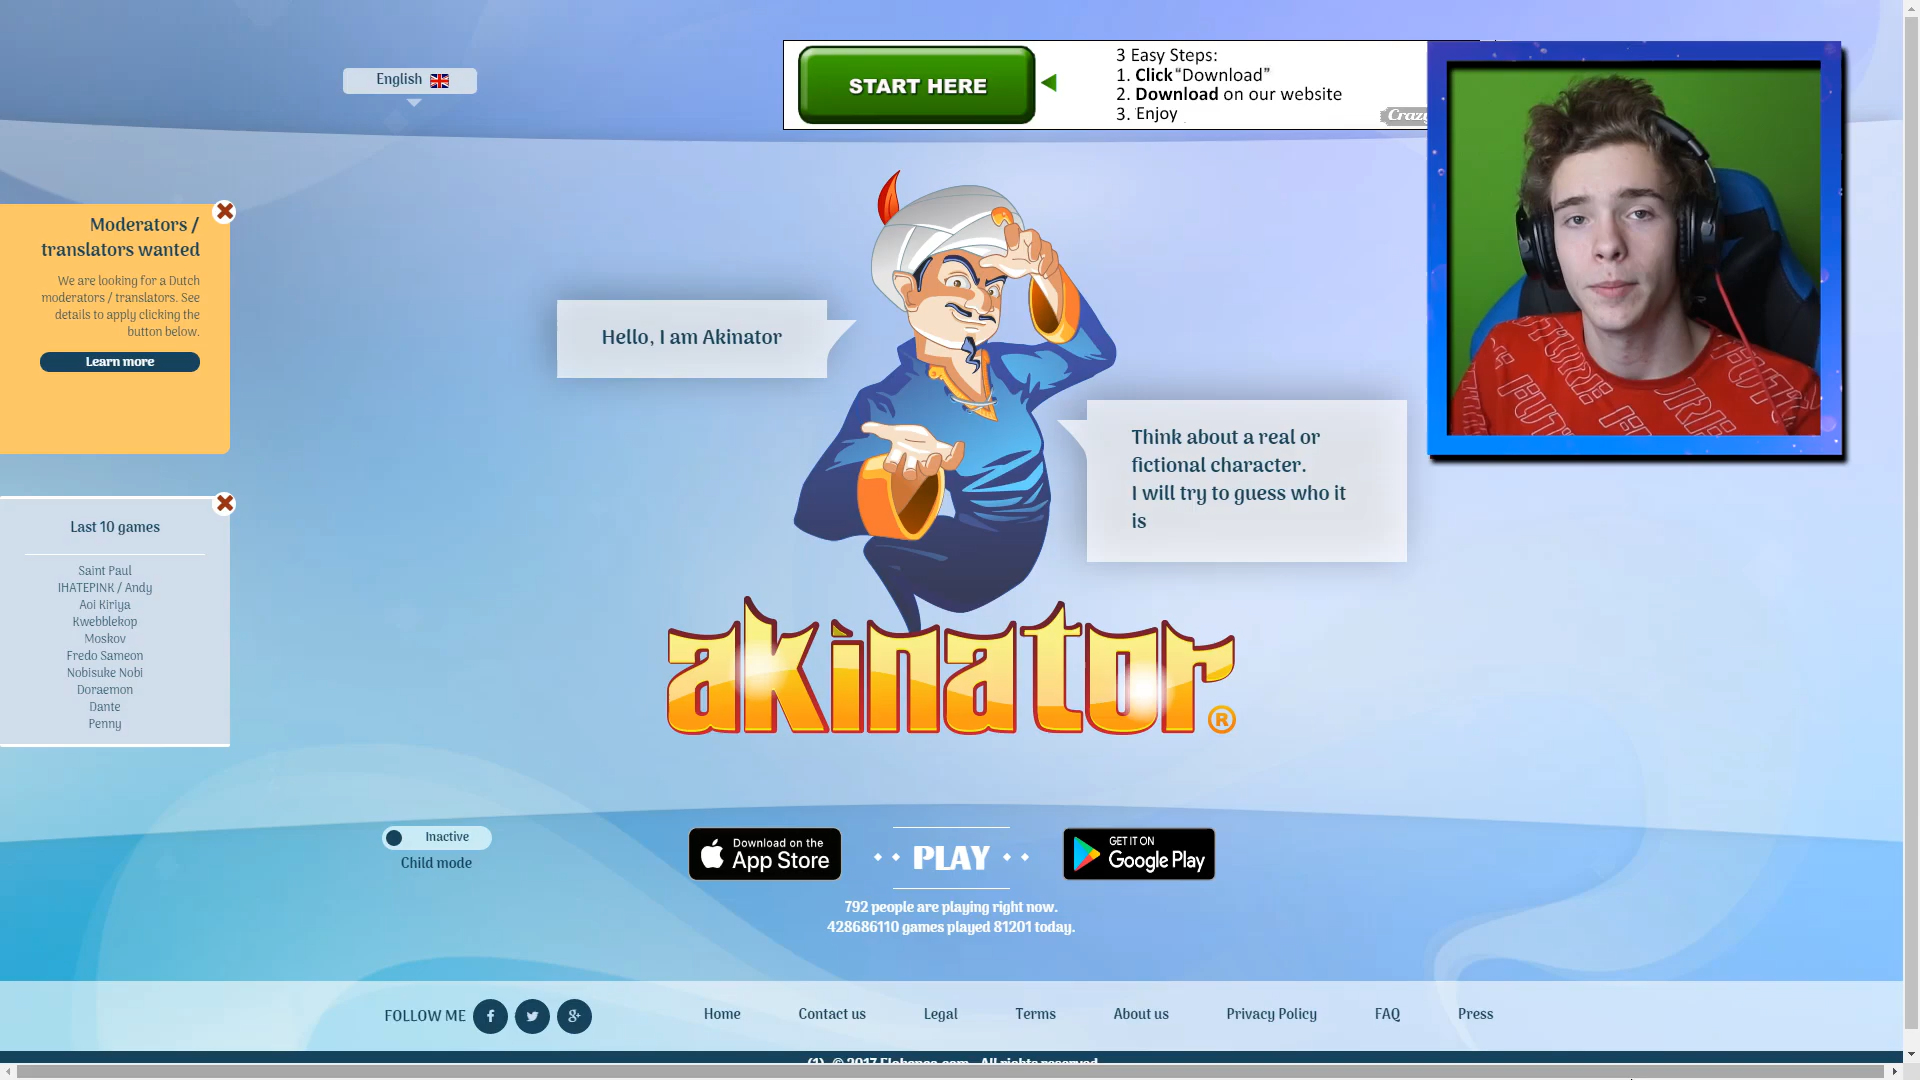 English
START HERE
3 Easy Steps:
1. Click "Download"
2. Download on our website
3. Enjoy
Crazy
Moderators /
translators wanted
We are looking for a Dutch
moderators / translators. See
details to apply clicking the
button below.
Learn more
Hello, I am Akinator
Think about a real or
fictional character.
I will try to guess who it
is
Last 10 games
Saint Paul
IHATEPINK / Andy
Aoi Kiriya
Kwebblekop
Moskov
Fredo Sameon
Nobisuke Nobi
Doraemon
Dante
Penny
akinator®
Inactive
Child mode
Download on the
App Store
PLAY
GET IT ON
Google Play
792 people are playing right now.
428686110 games played 81201 today.
FOLLOW ME
Home
Contact us
Legal
Terms
About us
Privacy Policy
FAQ
Press